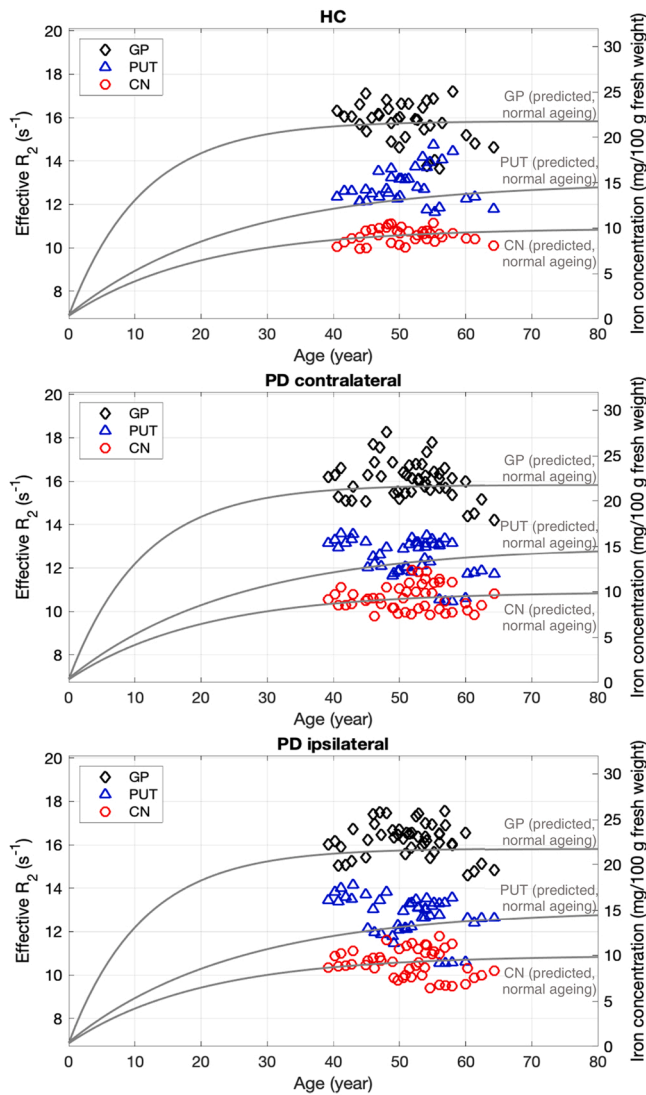 HC
20
18
16
14
12
10
8
Effective R2 (s-1)
GP
PUT
CN
GP (predicted,
normal ageing)
PUT (predicted,
normal ageing)
CN (predicted,
normal ageing)
30
25
20
15
10
5
0
Iron concentration (mg/100 g fresh weight)
0 10 20 30 40 50 60 70 80
Age (year)
PD contralateral
20
18
16
14
12
10
8
Effective R2 (s-1)
GP
PUT
CN
GP (predicted,
normal ageing)
PUT (predicted,
normal ageing)
CN (predicted,
normal ageing)
30
25
20
15
10
5
0
Iron concentration (mg/100 g fresh weight)
0 10 20 30 40 50 60 70 80
Age (year)
PD ipsilateral
20
18
16
14
12
10
8
Effective R2 (s-1)
GP
PUT
CN
GP (predicted,
normal ageing)
PUT (predicted,
normal ageing)
CN (predicted,
normal ageing)
30
25
20
15
10
5
0
Iron concentration (mg/100 g fresh weight)
0 10 20 30 40 50 60 70 80
Age (year)